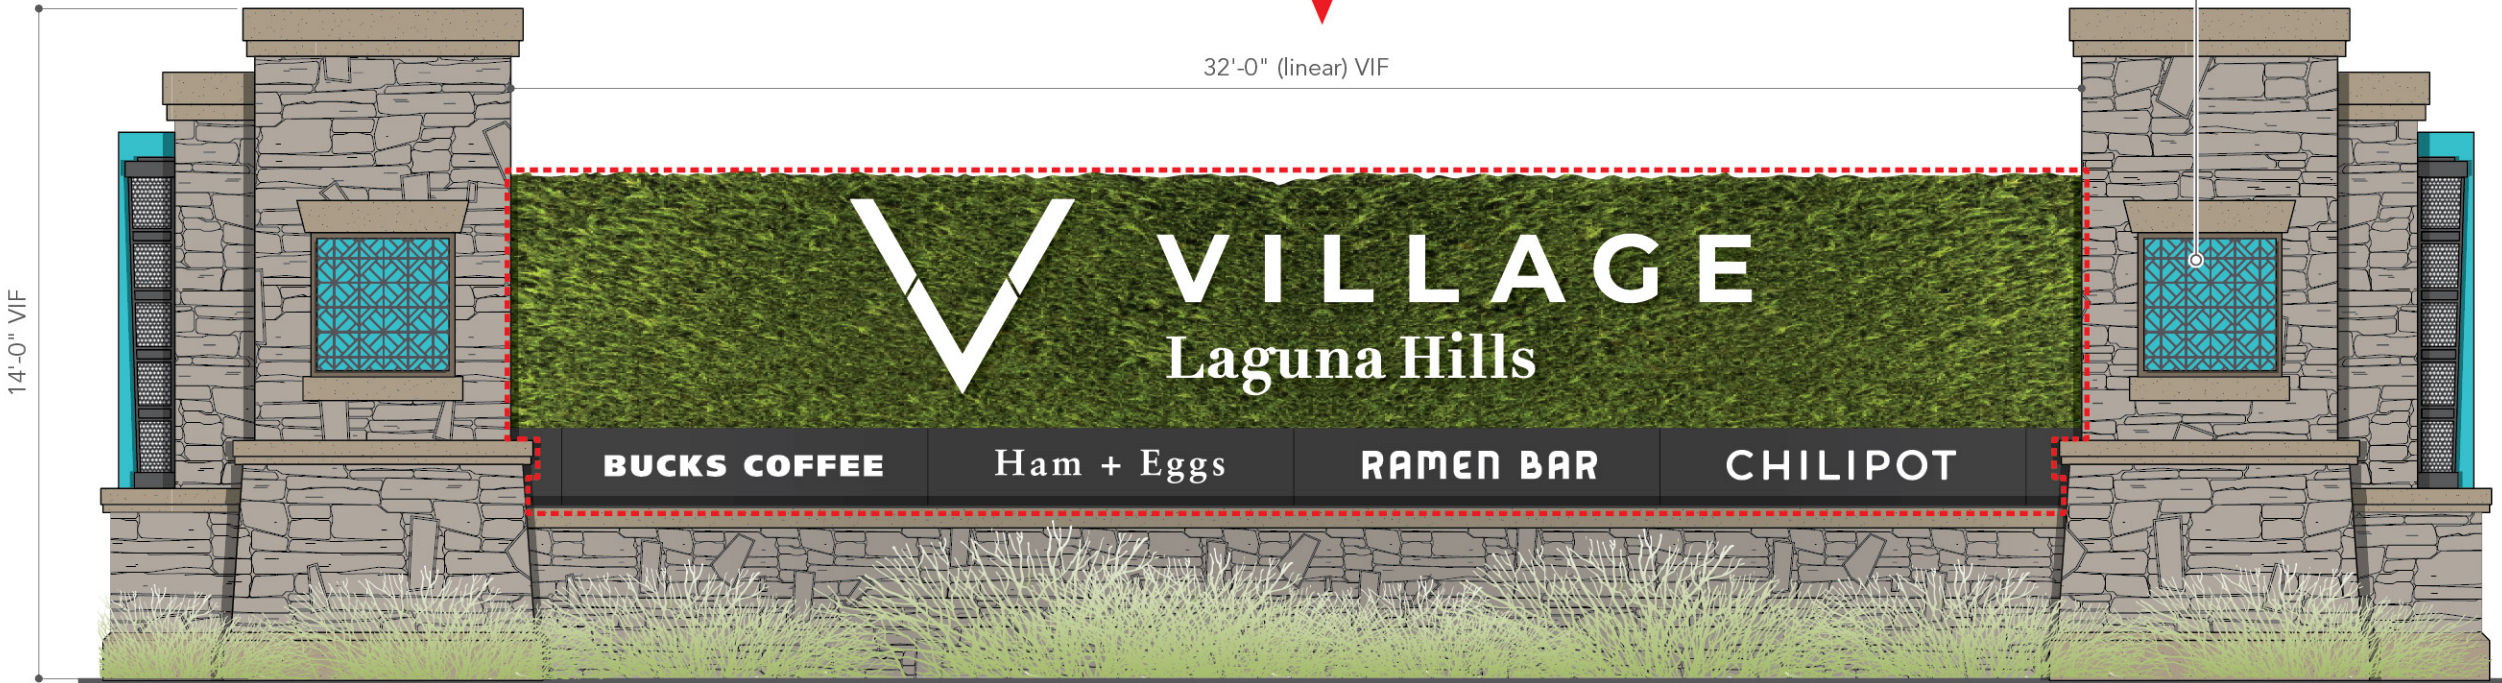 32'-0" (linear) VIF
14'-0" VIF
VILLAGE
Laguna Hills
BUCKS COFFEE
Ham + Eggs
RAMEN BAR
CHILIPOT